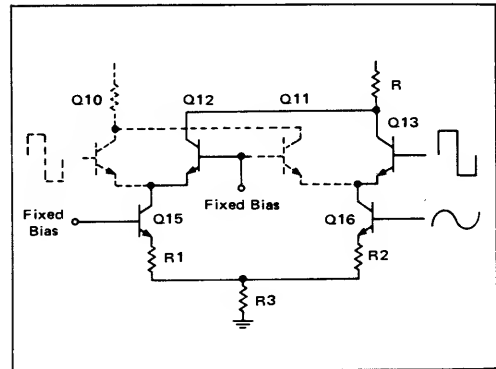 Q10
Q12
Q11
R
Q13
Fixed Bias
Fixed
Bias
Q15
Q16
R1
R2
R3